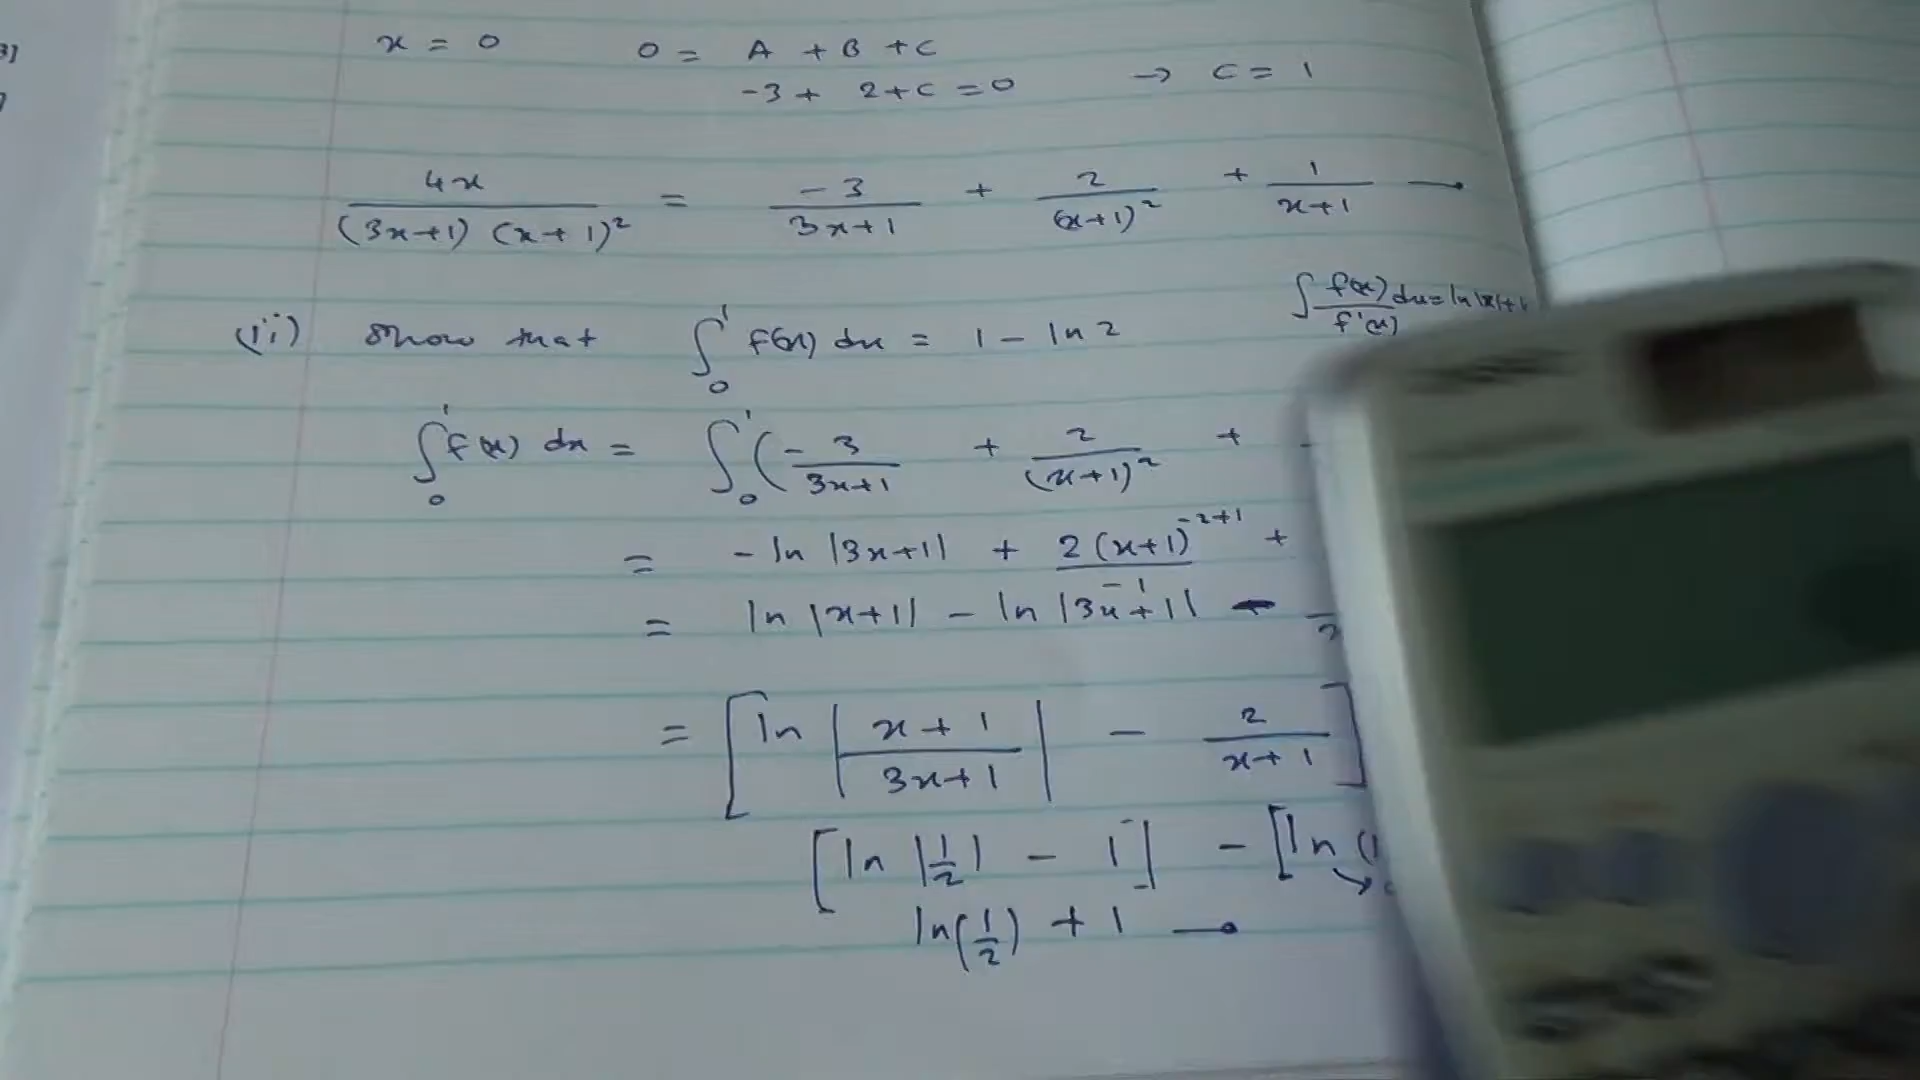 3]
x = 0 0 = A + B + C
-3 + 2 + C = 0 → C = 1
4x / (3x+1) (x+1)² = -3 / 3x+1 + 2 / (x+1)² + 1 / x+1
∫ f(x) / f'(x) dx = ln |x| +
(ii) Show that ∫₀¹ f(x) dx = 1 - ln 2
∫₀¹ f(x) dx = ∫₀¹ ( - 3 / 3x+1 + 2 / (x+1)² +
= - ln |3x+1| + 2 (x+1)⁻²⁺¹ / -1 +
= ln |x+1| - ln |3x+1| -
= [ ln | x+1 / 3x+1 | - 2 / x+1 ]
[ ln |1/2| - 1 ] - [ ln (1
ln (1/2) + 1